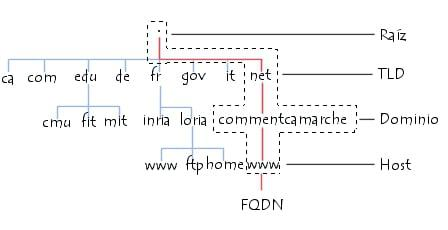 . Raíz
ca com edu de fr gov it net TLD
cmu fit mit inria loria commentcamarche Dominio
www ftp home www Host
FQDN